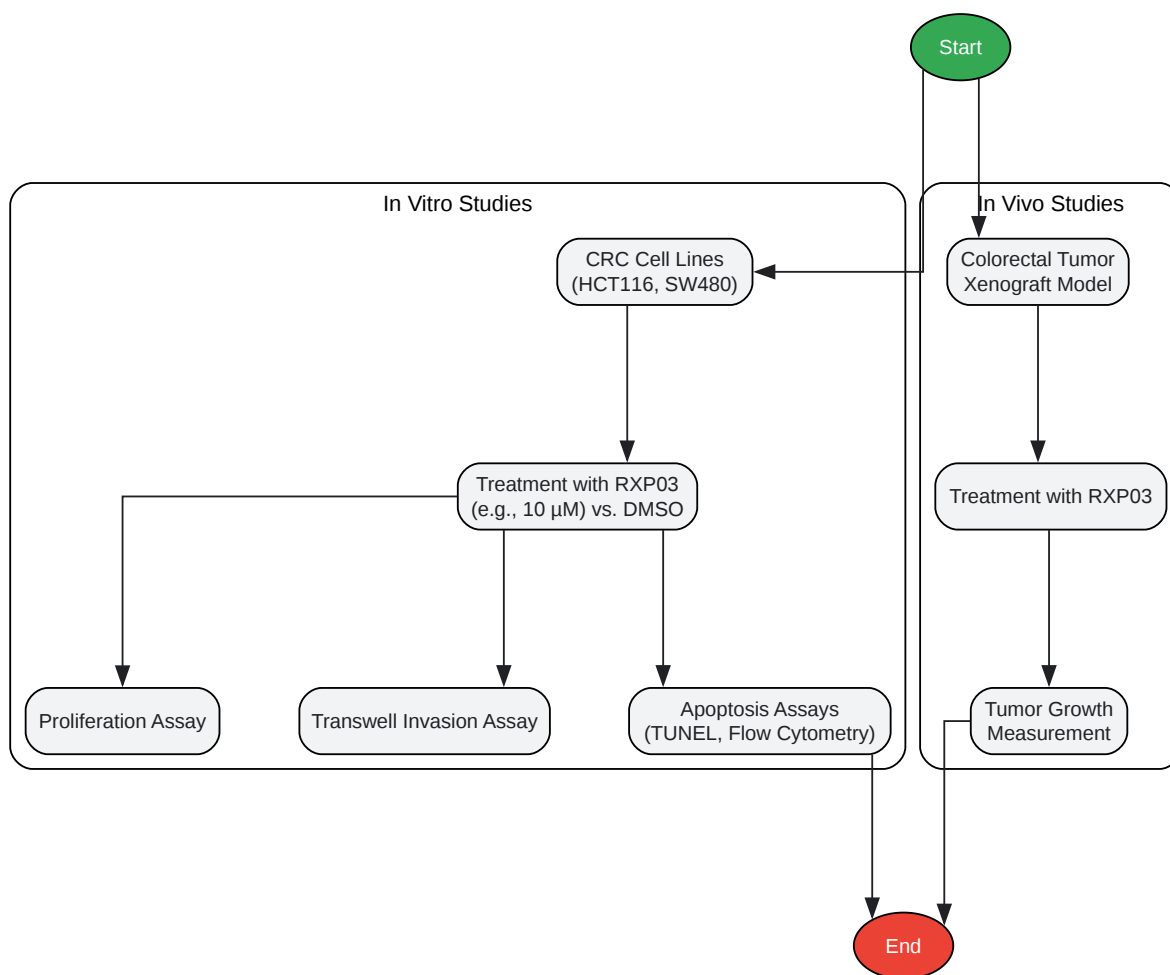 Start
In Vitro Studies
In Vivo Studies
CRC Cell Lines
(HCT116, SW480)
Colorectal Tumor
Xenograft Model
Treatment with RXP03
(e.g., 10 µM) vs. DMSO
Treatment with RXP03
Proliferation Assay
Transwell Invasion Assay
Apoptosis Assays
(TUNEL, Flow Cytometry)
Tumor Growth
Measurement
End